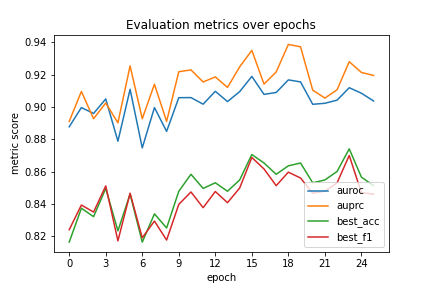 Evaluation metrics over epochs
metric score
0.94
0.92
0.90
0.88
0.86
0.84
0.82
0 3 6 9 12 15 18 21 24
epoch
auroc
auprc
best_acc
best_f1